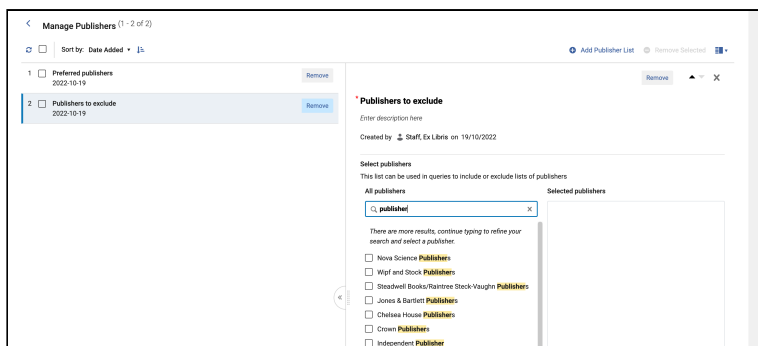 Manage Publishers (1 - 2 of 2)
Sort by: Date Added
Add Publisher List
Remove Selected
1 Preferred publishers
2022-10-19
Remove
2 Publishers to exclude
2022-10-19
Remove
Remove
* Publishers to exclude
Enter description here
Created by Staff, Ex Libris on 19/10/2022
Select publishers
This list can be used in queries to include or exclude lists of publishers
All publishers
Selected publishers
publisher
There are more results, continue typing to refine your
search and select a publisher.
Nova Science Publishers
Wipf and Stock Publishers
Steadwell Books/Raintree Steck-Vaughn Publishers
Jones & Bartlett Publishers
Chelsea House Publishers
Crown Publishers
Independent Publisher